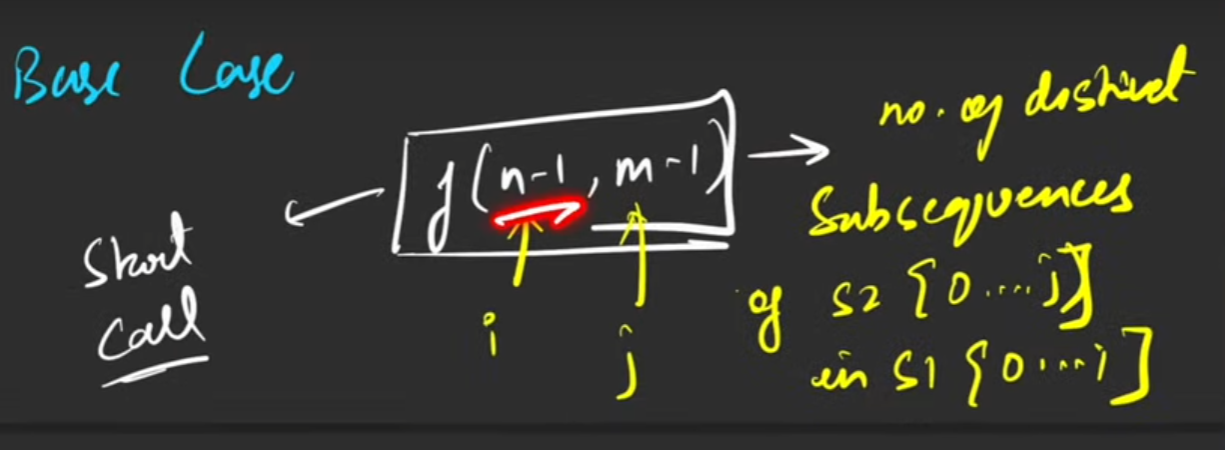 Base Case
f(n-1, m-1)
no. of distinct
Subsequences
of S2 [0....j]
in S1 [0...i]
i
j
Start
Call